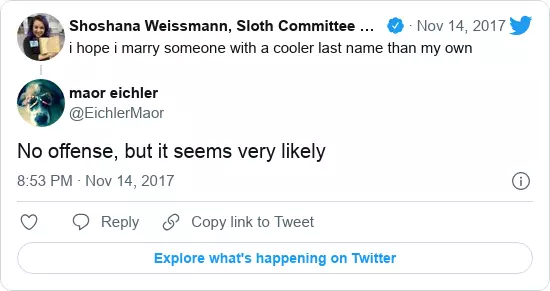 Shoshana Weissmann, Sloth Committee ... · Nov 14, 2017
i hope i marry someone with a cooler last name than my own
maor eichler
@EichlerMaor
No offense, but it seems very likely
8:53 PM · Nov 14, 2017
Reply Copy link to Tweet
Explore what's happening on Twitter